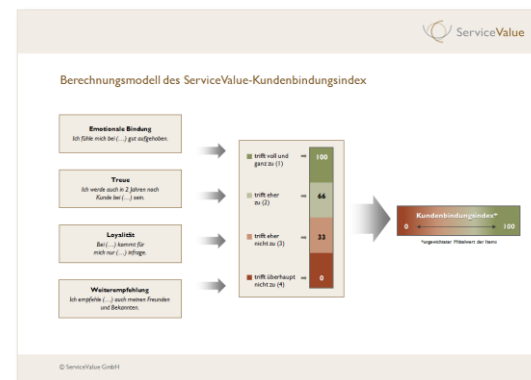 ServiceValue
Berechnungsmodell des ServiceValue-Kundenbindungsindex
Emotionale Bindung
Ich fühle mich bei (…) gut aufgehoben.
Treue
Ich werde auch in 2 Jahren noch
Kunde bei (…) sein.
Loyalität
Bei (…) kommt für
mich nur (…) infrage.
Weiterempfehlung
Ich empfehle (…) auch meinen Freunden
und Bekannten.
trifft voll und
ganz zu (1) = 100
trifft eher
zu (2) = 66
trifft eher
nicht zu (3) = 33
trifft überhaupt
nicht zu (4) = 0
Kundenbindungsindex*
0 100
*ungewichteter Mittelwert der Items
© ServiceValue GmbH